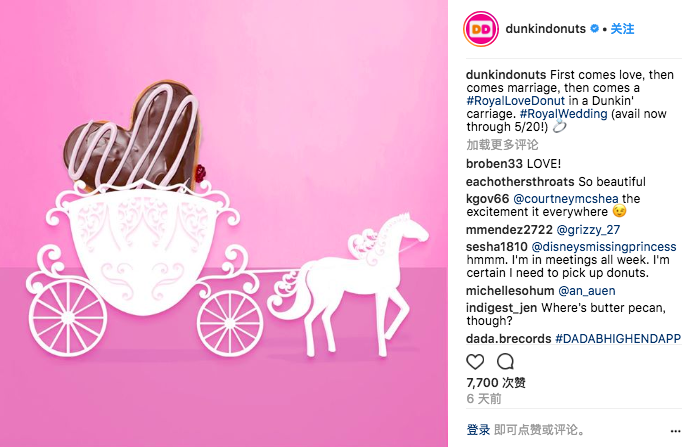 DD
dunkindonuts • 关注
dunkindonuts First comes love, then
comes marriage, then comes a
#RoyalLoveDonut in a Dunkin'
carriage. #RoyalWedding (avail now
through 5/20!) 💍
加载更多评论
broben33 LOVE!
eachothersthroats So beautiful
kgov66 @courtneymcshea the
excitement it everywhere 😉
mmendez2722 @grizzy_27
sesha1810 @disneysmissingprincess
hmmm. I'm in meetings all week. I'm
certain I need to pick up donuts.
michellesohum @an_auen
indigest_jen Where's butter pecan,
though?
dada.brecords #DADABHIGHENDAPP
7,700 次赞
6 天前
登录 即可点赞或评论。